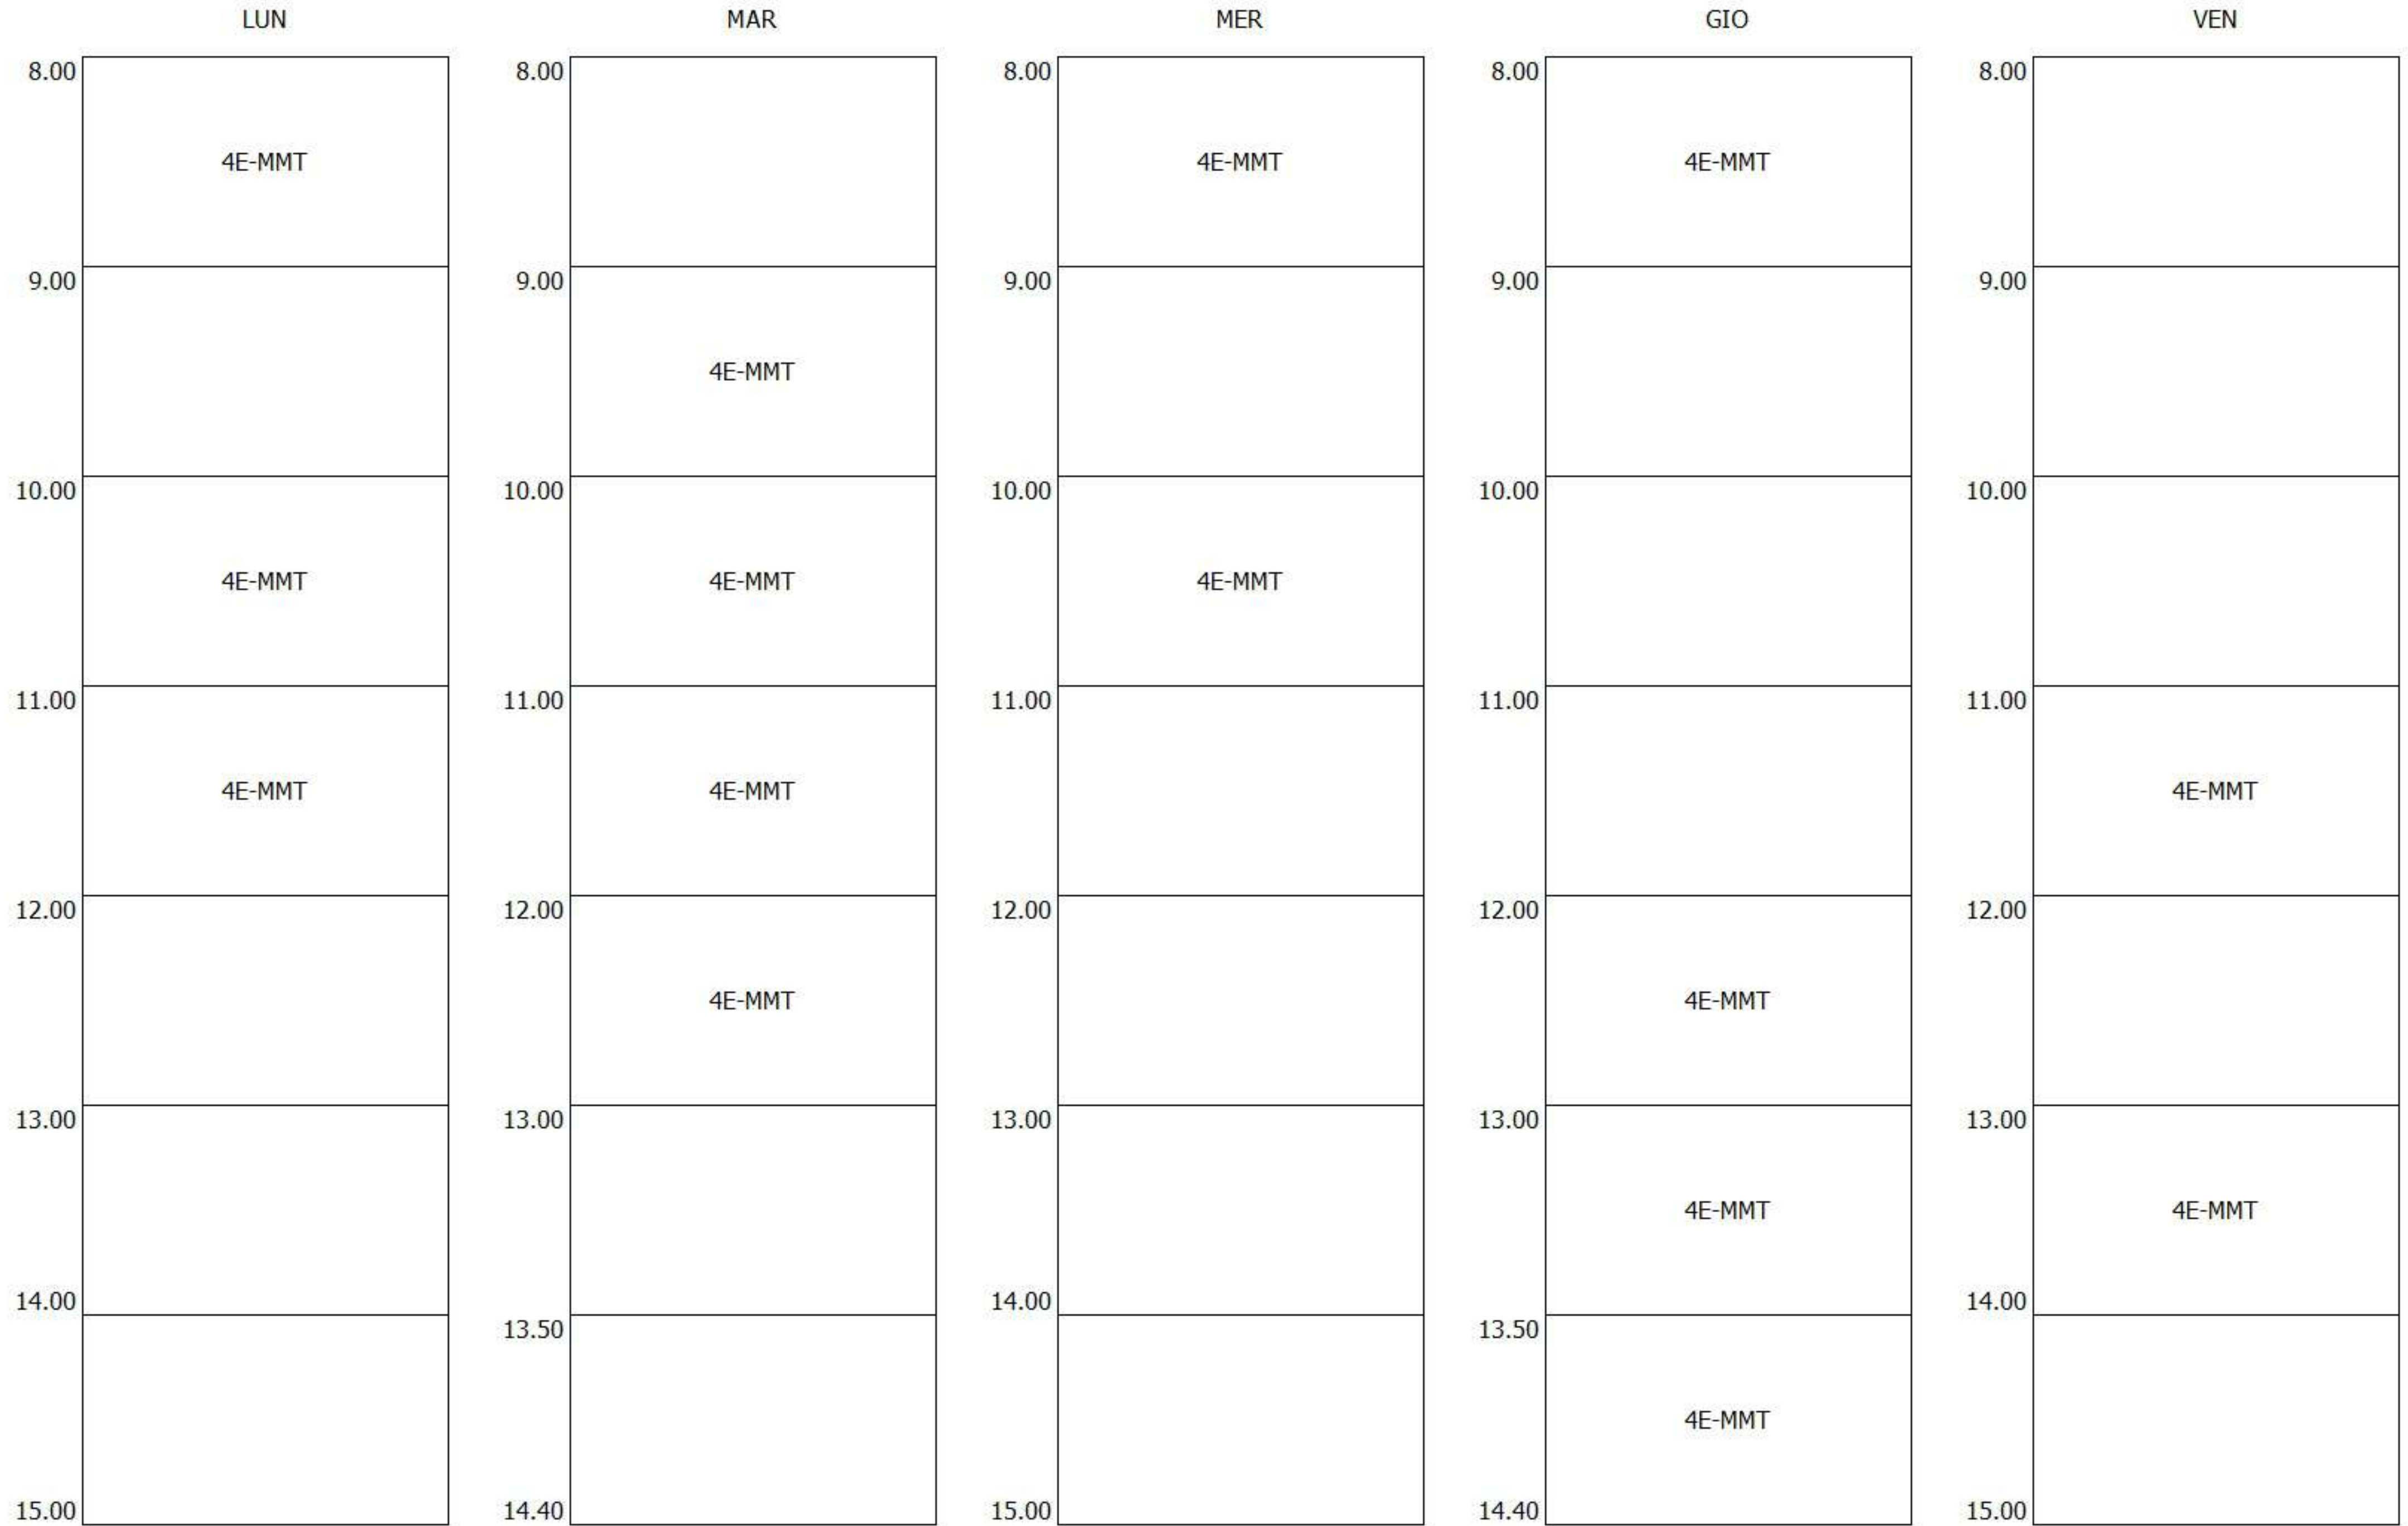 LUN MAR MER GIO VEN
8.00 8.00 8.00 8.00 8.00
4E-MMT 4E-MMT 4E-MMT
9.00 9.00 9.00 9.00 9.00
4E-MMT
10.00 10.00 10.00 10.00 10.00
4E-MMT 4E-MMT 4E-MMT
11.00 11.00 11.00 11.00 11.00
4E-MMT 4E-MMT 4E-MMT
12.00 12.00 12.00 12.00 12.00
4E-MMT 4E-MMT
13.00 13.00 13.00 13.00 13.00
4E-MMT 4E-MMT
14.00 14.00 14.00
13.50 13.50
4E-MMT
15.00 14.40 15.00 14.40 15.00